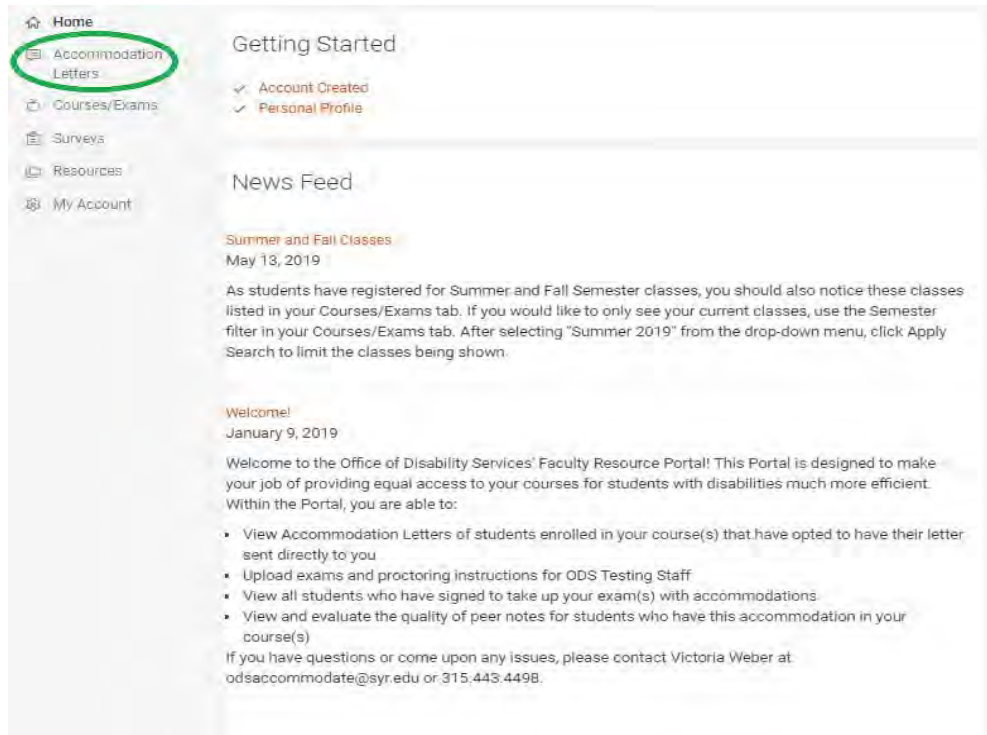 Home
Accommodation
Letters
Courses/Exams
Surveys
Resources
My Account
Getting Started
Account Created
Personal Profile
News Feed
Summer and Fall Classes
May 13, 2019
As students have registered for Summer and Fall Semester classes, you should also notice these classes
listed in your Courses/Exams tab. If you would like to only see your current classes, use the Semester
filter in your Courses/Exams tab. After selecting "Summer 2019" from the drop-down menu, click Apply
Search to limit the classes being shown.
Welcome!
January 9, 2019
Welcome to the Office of Disability Services' Faculty Resource Portal! This Portal is designed to make
your job of providing equal access to your courses for students with disabilities much more efficient.
Within the Portal, you are able to:
• View Accommodation Letters of students enrolled in your course(s) that have opted to have their letter
sent directly to you
• Upload exams and proctoring instructions for ODS Testing Staff
• View all students who have signed to take up your exam(s) with accommodations
• View and evaluate the quality of peer notes for students who have this accommodation in your
course(s)
If you have questions or come upon any issues, please contact Victoria Weber at
odsaccommodate@syr.edu or 315.443.4498.